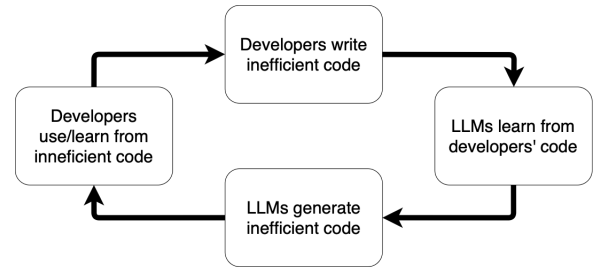 Developers write
inefficient code
LLMs learn from
developers' code
LLMs generate
inefficient code
Developers
use/learn from
inneficient code